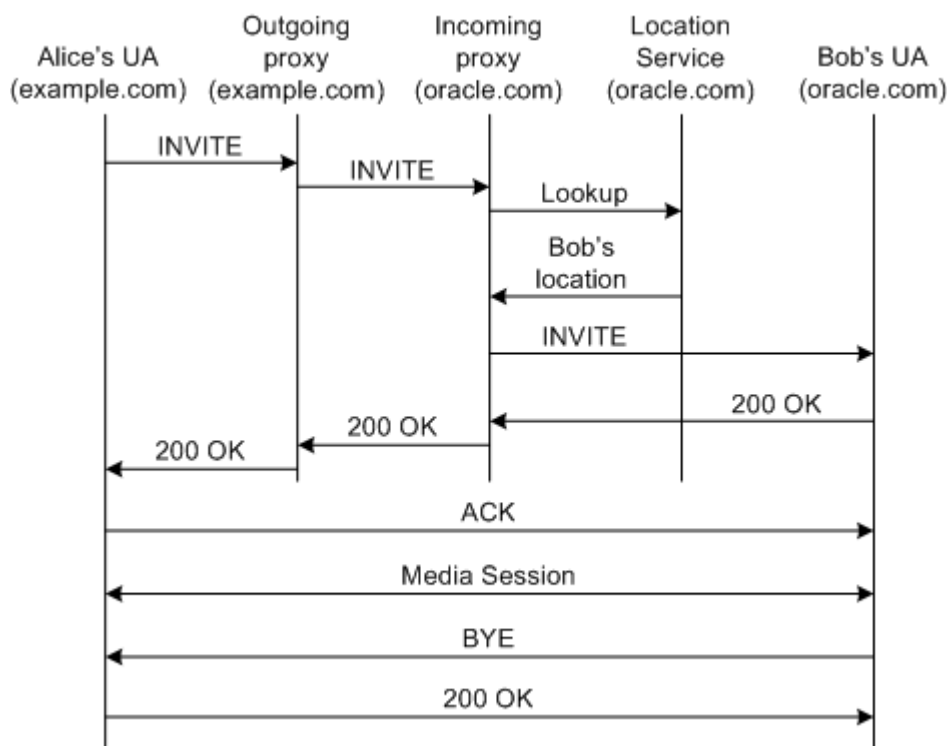 Alice's UA
(example.com)
Outgoing
proxy
(example.com)
Incoming
proxy
(oracle.com)
Location
Service
(oracle.com)
Bob's UA
(oracle.com)
INVITE
INVITE
Lookup
Bob's
location
INVITE
200 OK
200 OK
200 OK
ACK
Media Session
BYE
200 OK